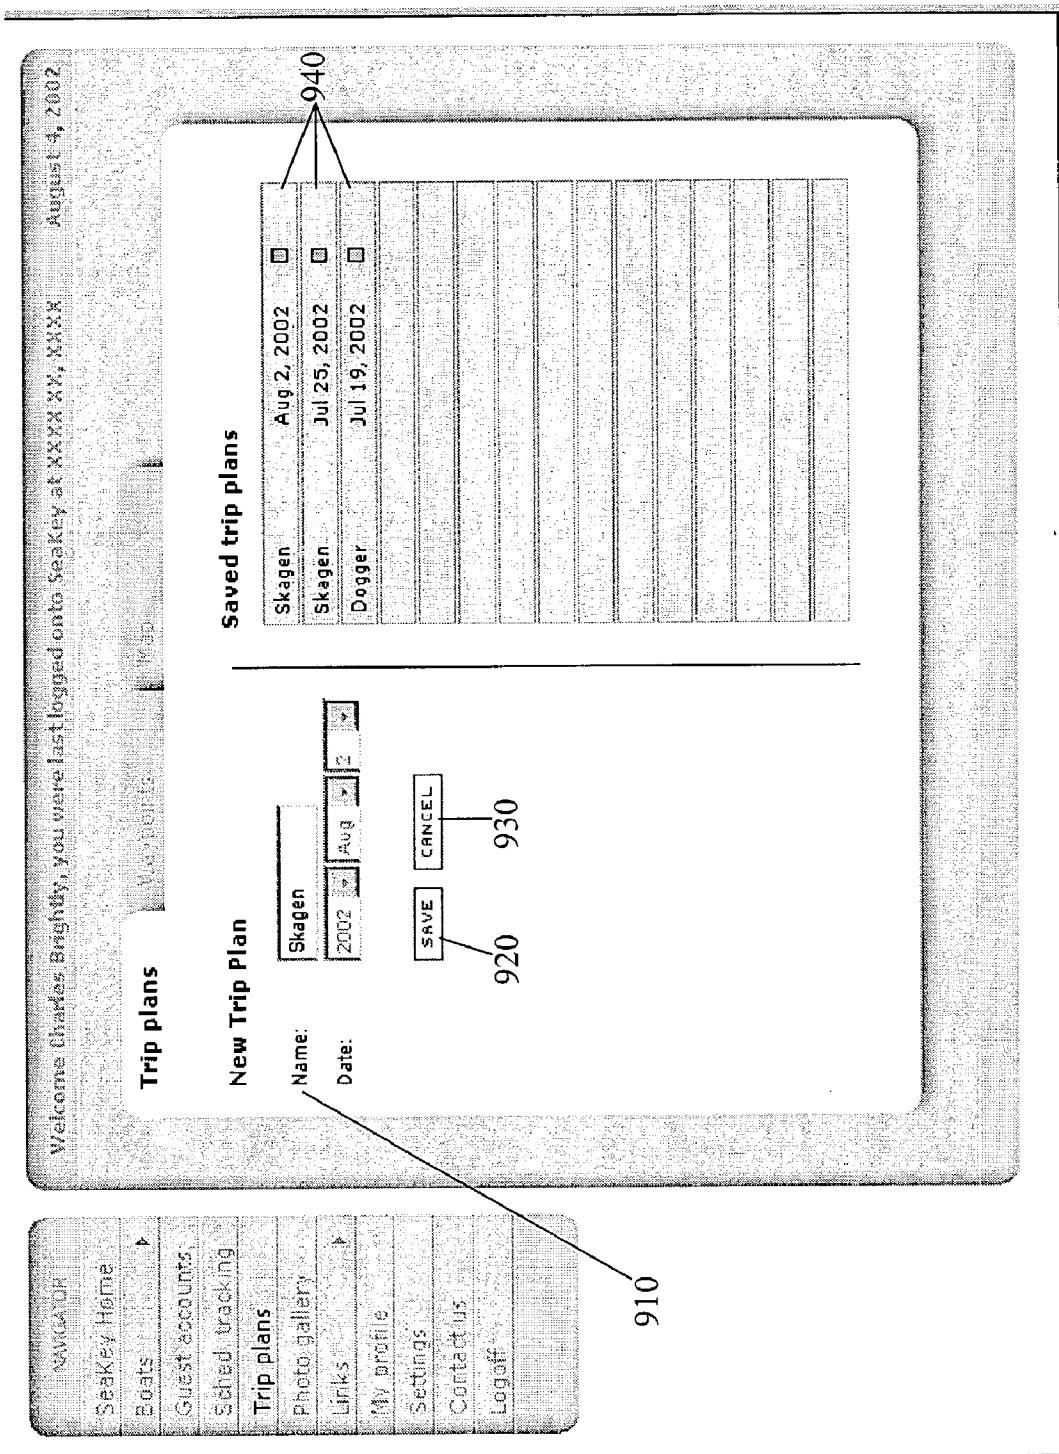 NAVIGATOR
SeaKey Home
Boats
Guest accounts
Sched. tracking
Trip plans
Photo gallery
Links
My profile
Settings
Contact us
Logoff
Welcome Charles Brightly, you were last logged onto SeaKey at XXXX XX, XXXX August 4, 2002
Trip plans Waypoints Map
New Trip Plan
Name: Skagen
Date: 2002 Aug 2
SAVE CANCEL
910
920
930
Saved trip plans
Skagen Aug 2, 2002
Skagen Jul 25, 2002
Dogger Jul 19, 2002
940